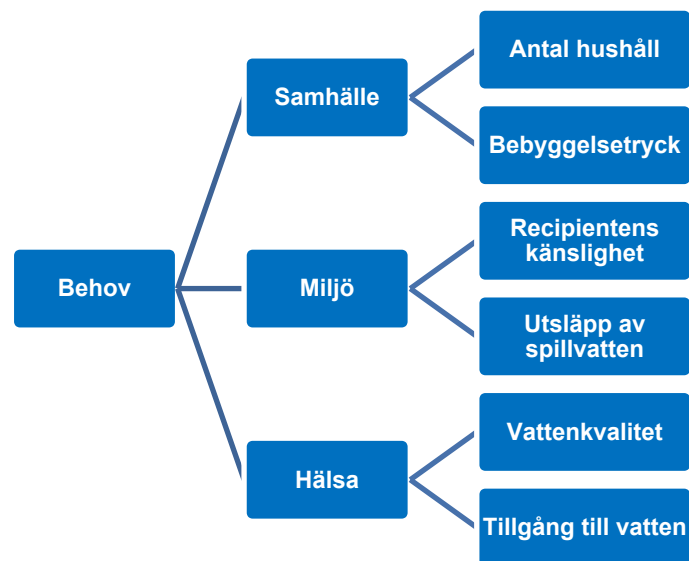 Behov
Samhälle
Antal hushåll
Bebyggelsetryck
Miljö
Recipientens
känslighet
Utsläpp av
spillvatten
Hälsa
Vattenkvalitet
Tillgång till vatten